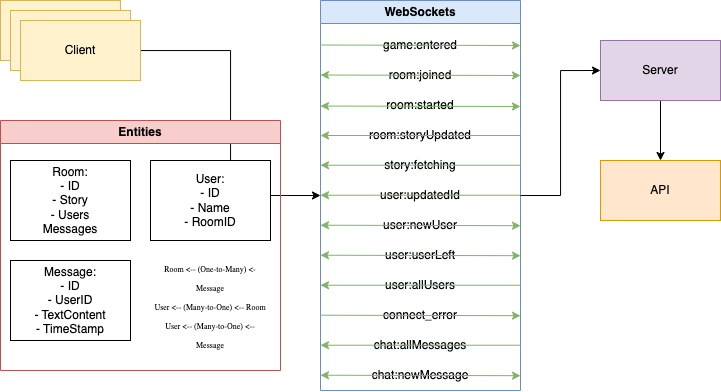 Client
Entities
Room:
- ID
- Story
- Users
Messages
User:
- ID
- Name
- RoomID
Message:
- ID
- UserID
- TextContent
- TimeStamp
Room <-- (One-to-Many) <-
Message
User <-- (Many-to-One) <-- Room
User <-- (Many-to-One) <--
Message
WebSockets
game:entered
room:joined
room:started
room:storyUpdated
story:fetching
user:updatedId
user:newUser
user:userLeft
user:allUsers
connect_error
chat:allMessages
chat:newMessage
Server
API